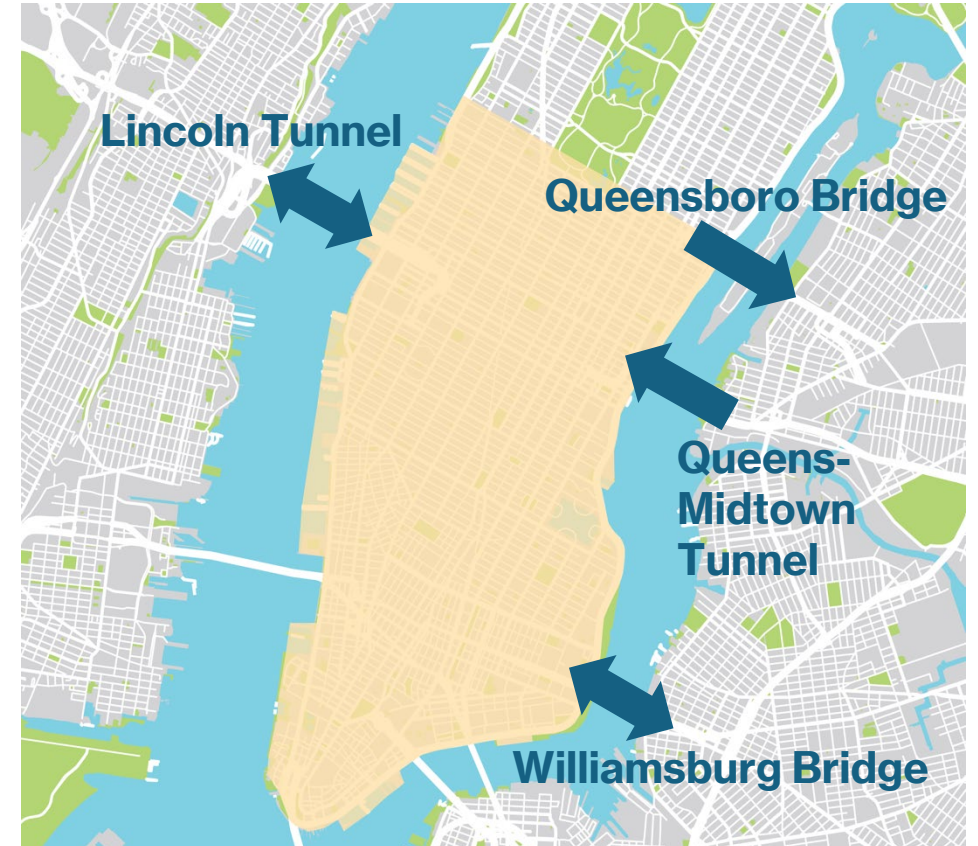 Lincoln Tunnel
Queensboro Bridge
Queens-
Midtown
Tunnel
Williamsburg Bridge